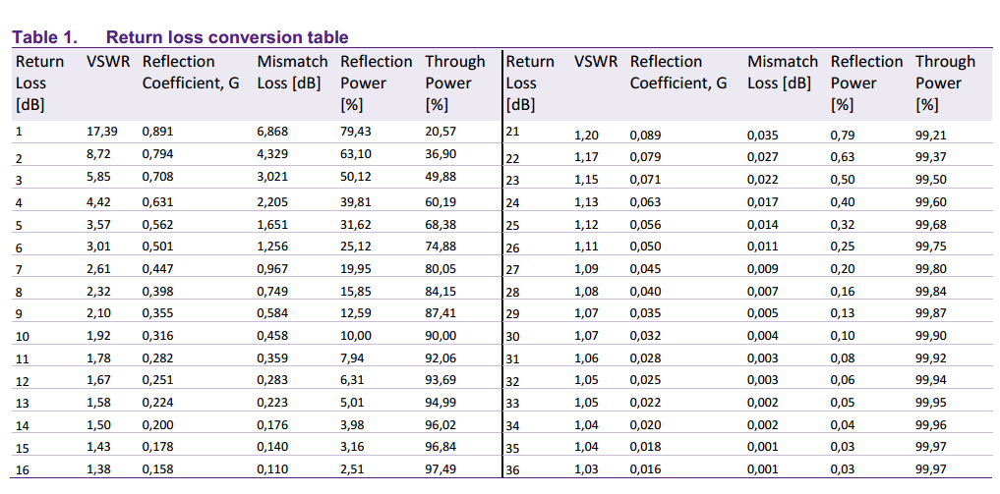 Table 1. Return loss conversion table
Return VSWR Reflection Mismatch Reflection Through Return VSWR Reflection Mismatch Reflection Through
Loss Coefficient, G Loss [dB] Power Power Loss Coefficient, G Loss [dB] Power Power
[dB] [%] [%] [dB] [%] [%]
1 17,39 0,891 6,868 79,43 20,57 21 1,20 0,089 0,035 0,79 99,21
2 8,72 0,794 4,329 63,10 36,90 22 1,17 0,079 0,027 0,63 99,37
3 5,85 0,708 3,021 50,12 49,88 23 1,15 0,071 0,022 0,50 99,50
4 4,42 0,631 2,205 39,81 60,19 24 1,13 0,063 0,017 0,40 99,60
5 3,57 0,562 1,651 31,62 68,38 25 1,12 0,056 0,014 0,32 99,68
6 3,01 0,501 1,256 25,12 74,88 26 1,11 0,050 0,011 0,25 99,75
7 2,61 0,447 0,967 19,95 80,05 27 1,09 0,045 0,009 0,20 99,80
8 2,32 0,398 0,749 15,85 84,15 28 1,08 0,040 0,007 0,16 99,84
9 2,10 0,355 0,584 12,59 87,41 29 1,07 0,035 0,005 0,13 99,87
10 1,92 0,316 0,458 10,00 90,00 30 1,07 0,032 0,004 0,10 99,90
11 1,78 0,282 0,359 7,94 92,06 31 1,06 0,028 0,003 0,08 99,92
12 1,67 0,251 0,283 6,31 93,69 32 1,05 0,025 0,003 0,06 99,94
13 1,58 0,224 0,223 5,01 94,99 33 1,05 0,022 0,002 0,05 99,95
14 1,50 0,200 0,176 3,98 96,02 34 1,04 0,020 0,002 0,04 99,96
15 1,43 0,178 0,140 3,16 96,84 35 1,04 0,018 0,001 0,03 99,97
16 1,38 0,158 0,110 2,51 97,49 36 1,03 0,016 0,001 0,03 99,97